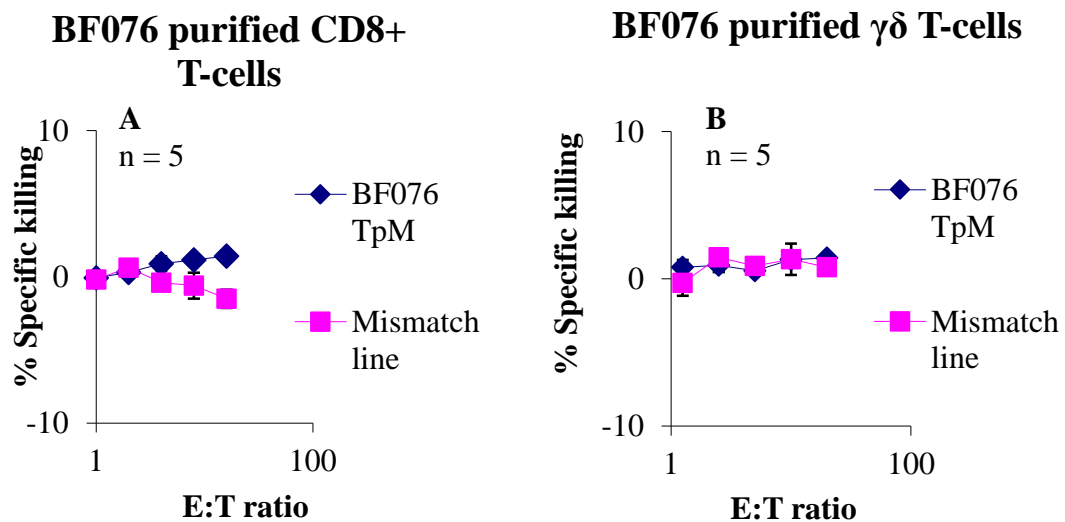 BF076 purified CD8+
T-cells
A
n = 5
% Specific killing
10
0
-10
1
100
E:T ratio
BF076
TpM
Mismatch
line
BF076 purified γδ T-cells
B
n = 5
% Specific killing
10
0
-10
1
100
E:T ratio
BF076
TpM
Mismatch
line